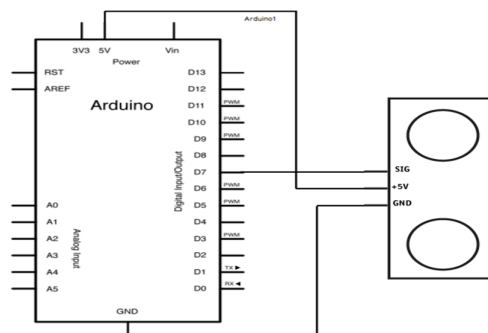 Arduino1
3V3 5V Vin
Power
RST
AREF
Arduino
D13
D12
D11 PWM
D10 PWM
D9 PWM
D8
D7
D6 PWM
D5 PWM
D4
D3 PWM
D2
D1 TX ▶
D0 RX ◀
Digital Input/Output
A0
A1
A2
A3
A4
A5
Analog Input
GND
SIG
+5V
GND